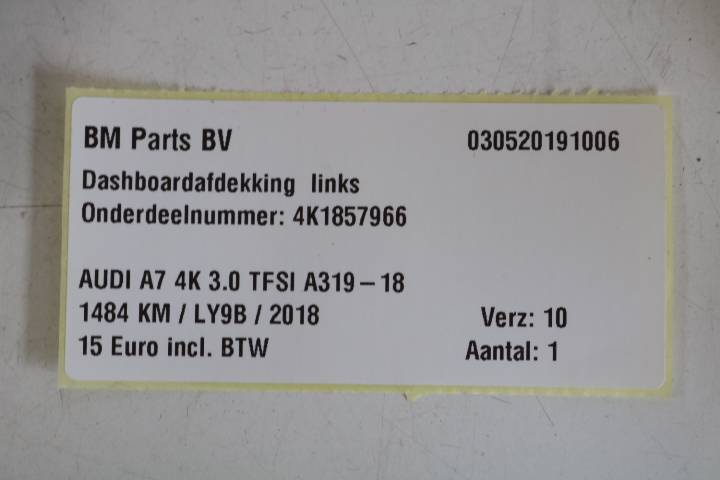 BM Parts BV 030520191006
Dashboardafdekking links
Onderdeelnummer: 4K1857966
AUDI A7 4K 3.0 TFSI A319-18
1484 KM / LY9B / 2018 Verz: 10
15 Euro incl. BTW Aantal: 1